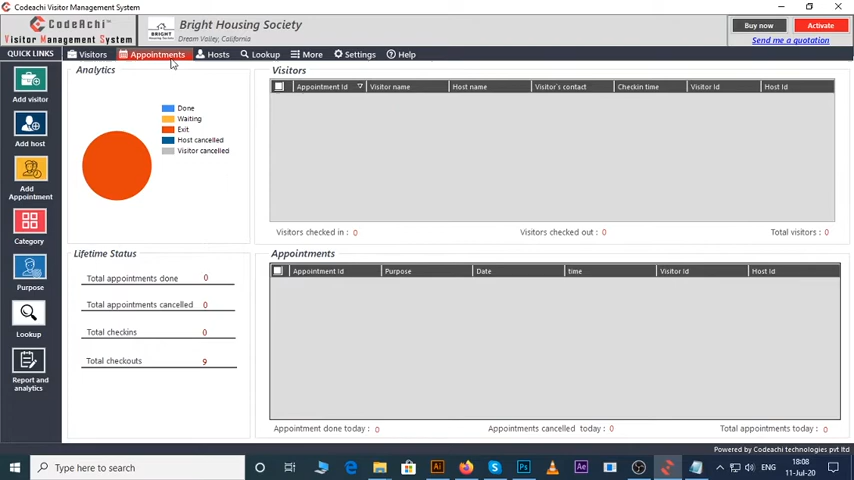 Codeachi Visitor Management System
CodeAchi
Visitor Management System
BRIGHT
Bright Housing Society
Dream Valley, California
Buy now
Activate
Send me a quotation
QUICK LINKS
Visitors
Appointments
Hosts
Lookup
More
Settings
Help
Add visitor
Add host
Add
Appointment
Category
Purpose
Lookup
Report and
analytics
Analytics
Done
Waiting
Exit
Host cancelled
Visitor cancelled
Lifetime Status
Total appointments done 0
Total appointments cancelled 0
Total checkins 0
Total checkouts 9
Visitors
Appointment Id Visitor name Host name Visitor's contact Checkin time Visitor Id Host Id
Visitors checked in : 0 Visitors checked out : 0 Total visitors : 0
Appointments
Appointment Id Purpose Date time Visitor Id Host Id
Appointment done today : 0 Appointments cancelled today : 0 Total appointments today : 0
Powered by Codeachi technologies pvt ltd
Type here to search
Ai
S
Ps
Ae
ENG
18:08
11-Jul-20